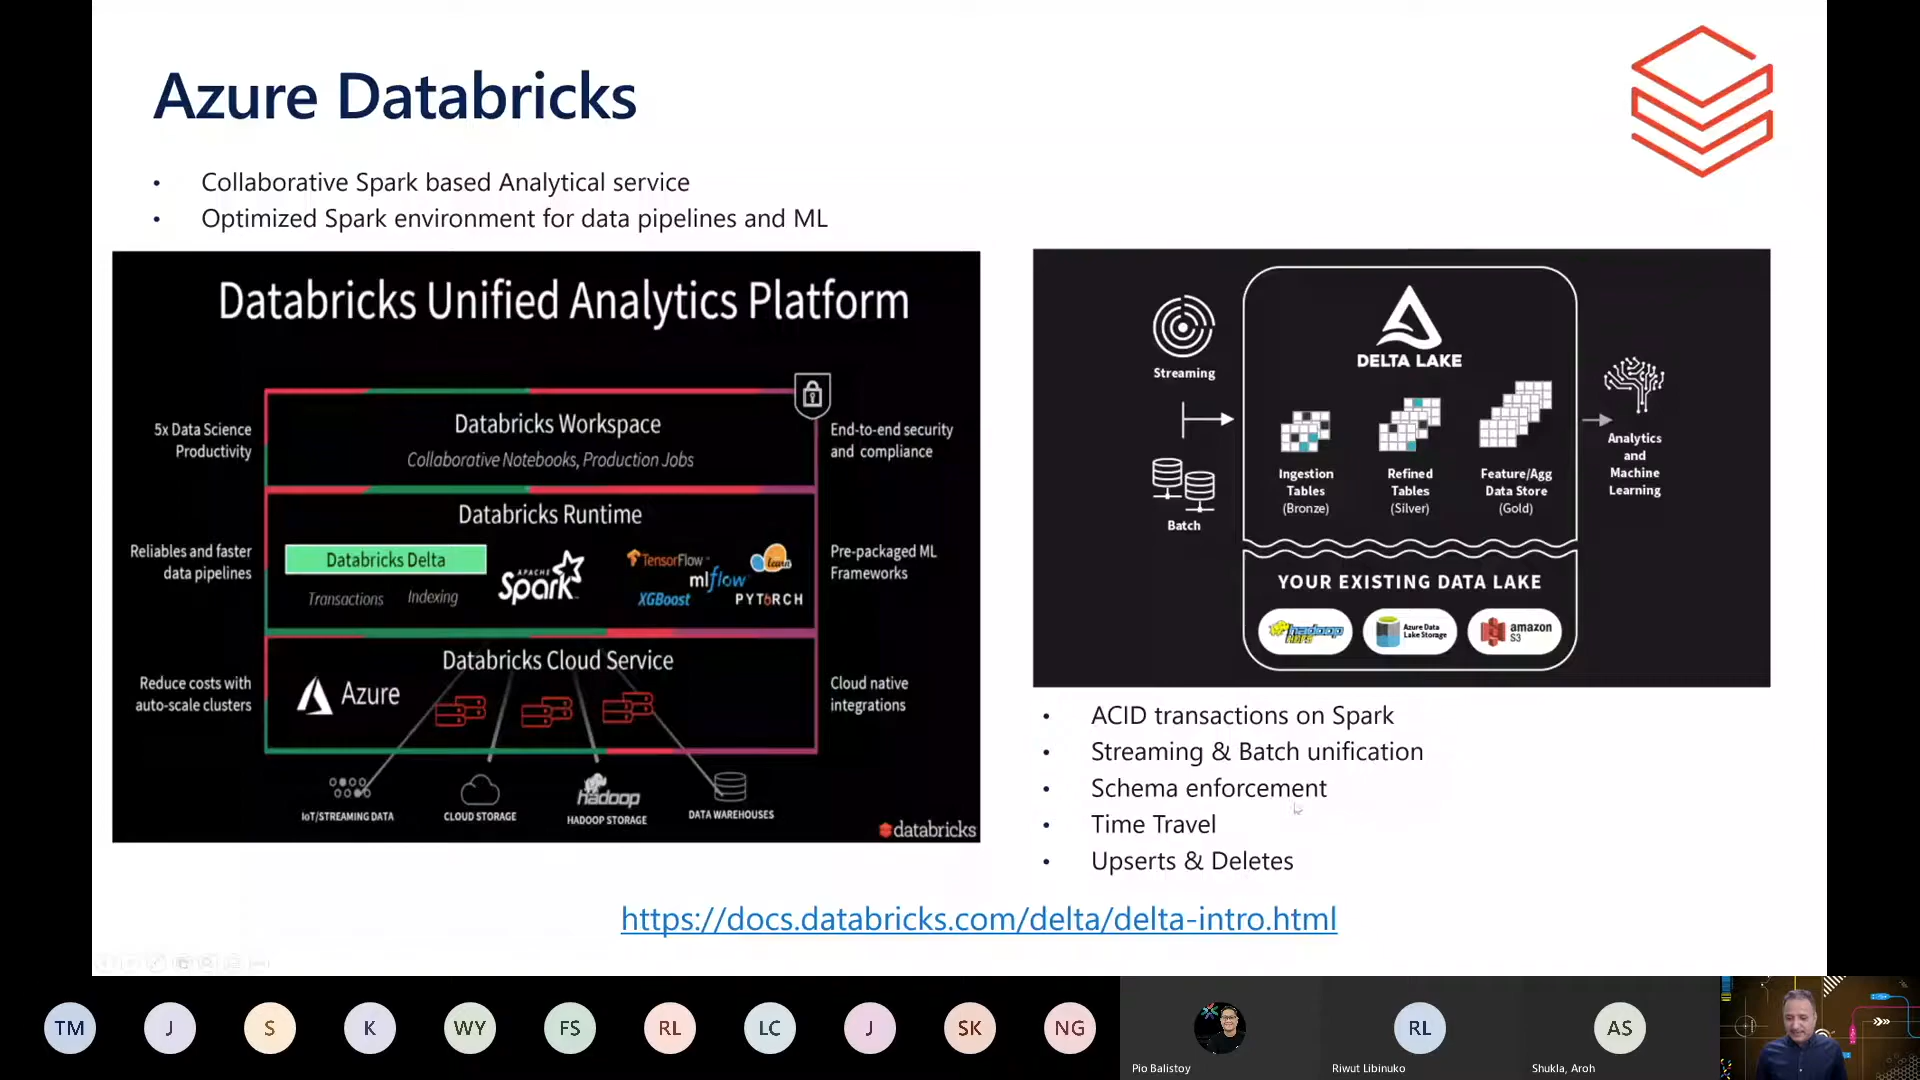 Azure Databricks
• Collaborative Spark based Analytical service
• Optimized Spark environment for data pipelines and ML
Databricks Unified Analytics Platform
5x Data Science
Productivity
Databricks Workspace
Collaborative Notebooks, Production Jobs
End-to-end security
and compliance
Reliables and faster
data pipelines
Databricks Runtime
Databricks Delta
Transactions Indexing
APACHE
Spark
TensorFlow
mlflow
learn
XGBoost
PYTORCH
Pre-packaged ML
Frameworks
Reduce costs with
auto-scale clusters
Databricks Cloud Service
Azure
Cloud native
integrations
IoT/STREAMING DATA
CLOUD STORAGE
hadoop
HADOOP STORAGE
DATA WAREHOUSES
databricks
Streaming
Batch
DELTA LAKE
Ingestion
Tables
(Bronze)
Refined
Tables
(Silver)
Feature/Agg
Data Store
(Gold)
Analytics
and
Machine
Learning
YOUR EXISTING DATA LAKE
hadoop
HDFS
Azure Data
Lake Storage
amazon
S3
• ACID transactions on Spark
• Streaming & Batch unification
• Schema enforcement
• Time Travel
• Upserts & Deletes
https://docs.databricks.com/delta/delta-intro.html
TM J S K WY FS RL LC J SK NG
Pio Balistoy
RL
Riwut Libinuko
AS
Shukla, Aroh